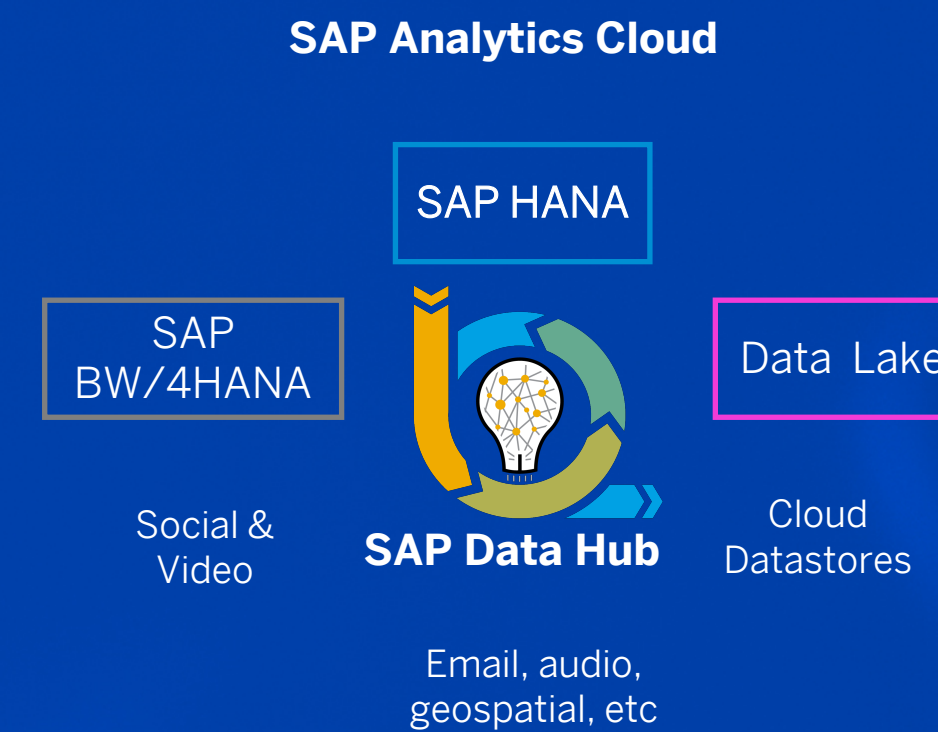 SAP Analytics Cloud
SAP HANA
SAP
BW/4HANA
Data Lake
Social &
Video
SAP Data Hub
Cloud
Datastores
Email, audio,
geospatial, etc